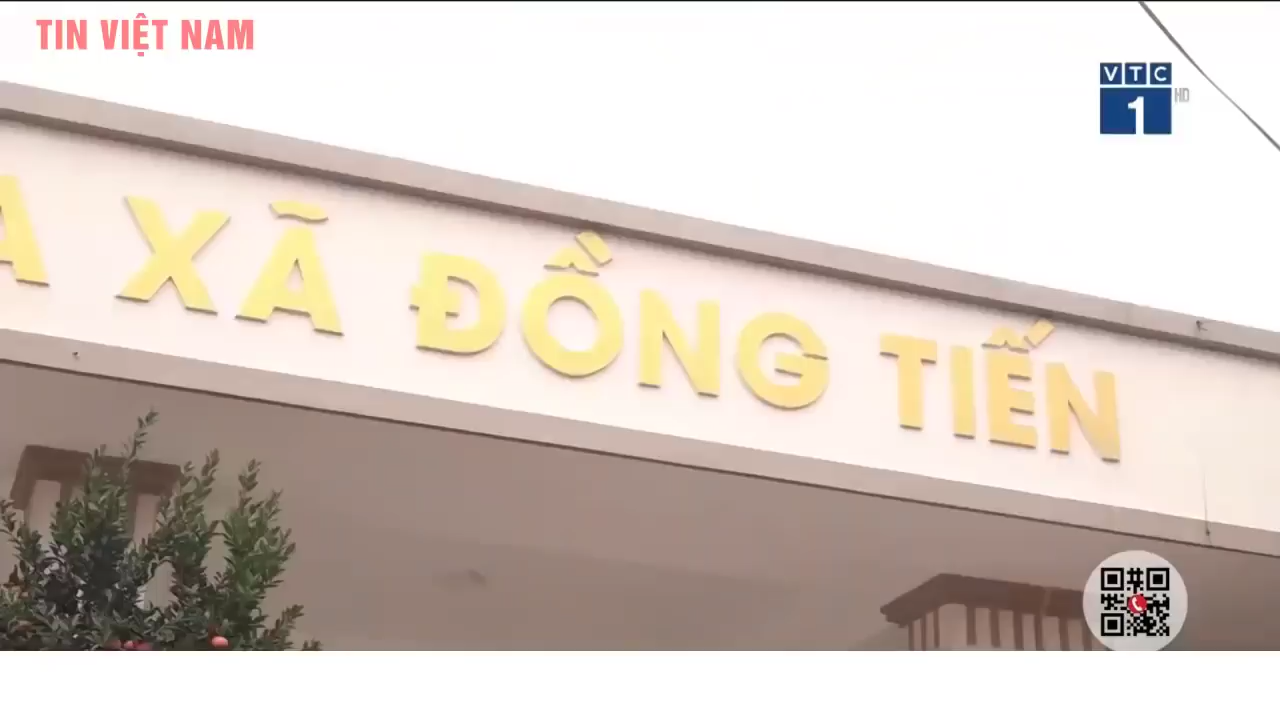 TIN VIỆT NAM
VTC
1
HD
A XÃ ĐỒNG TIẾN